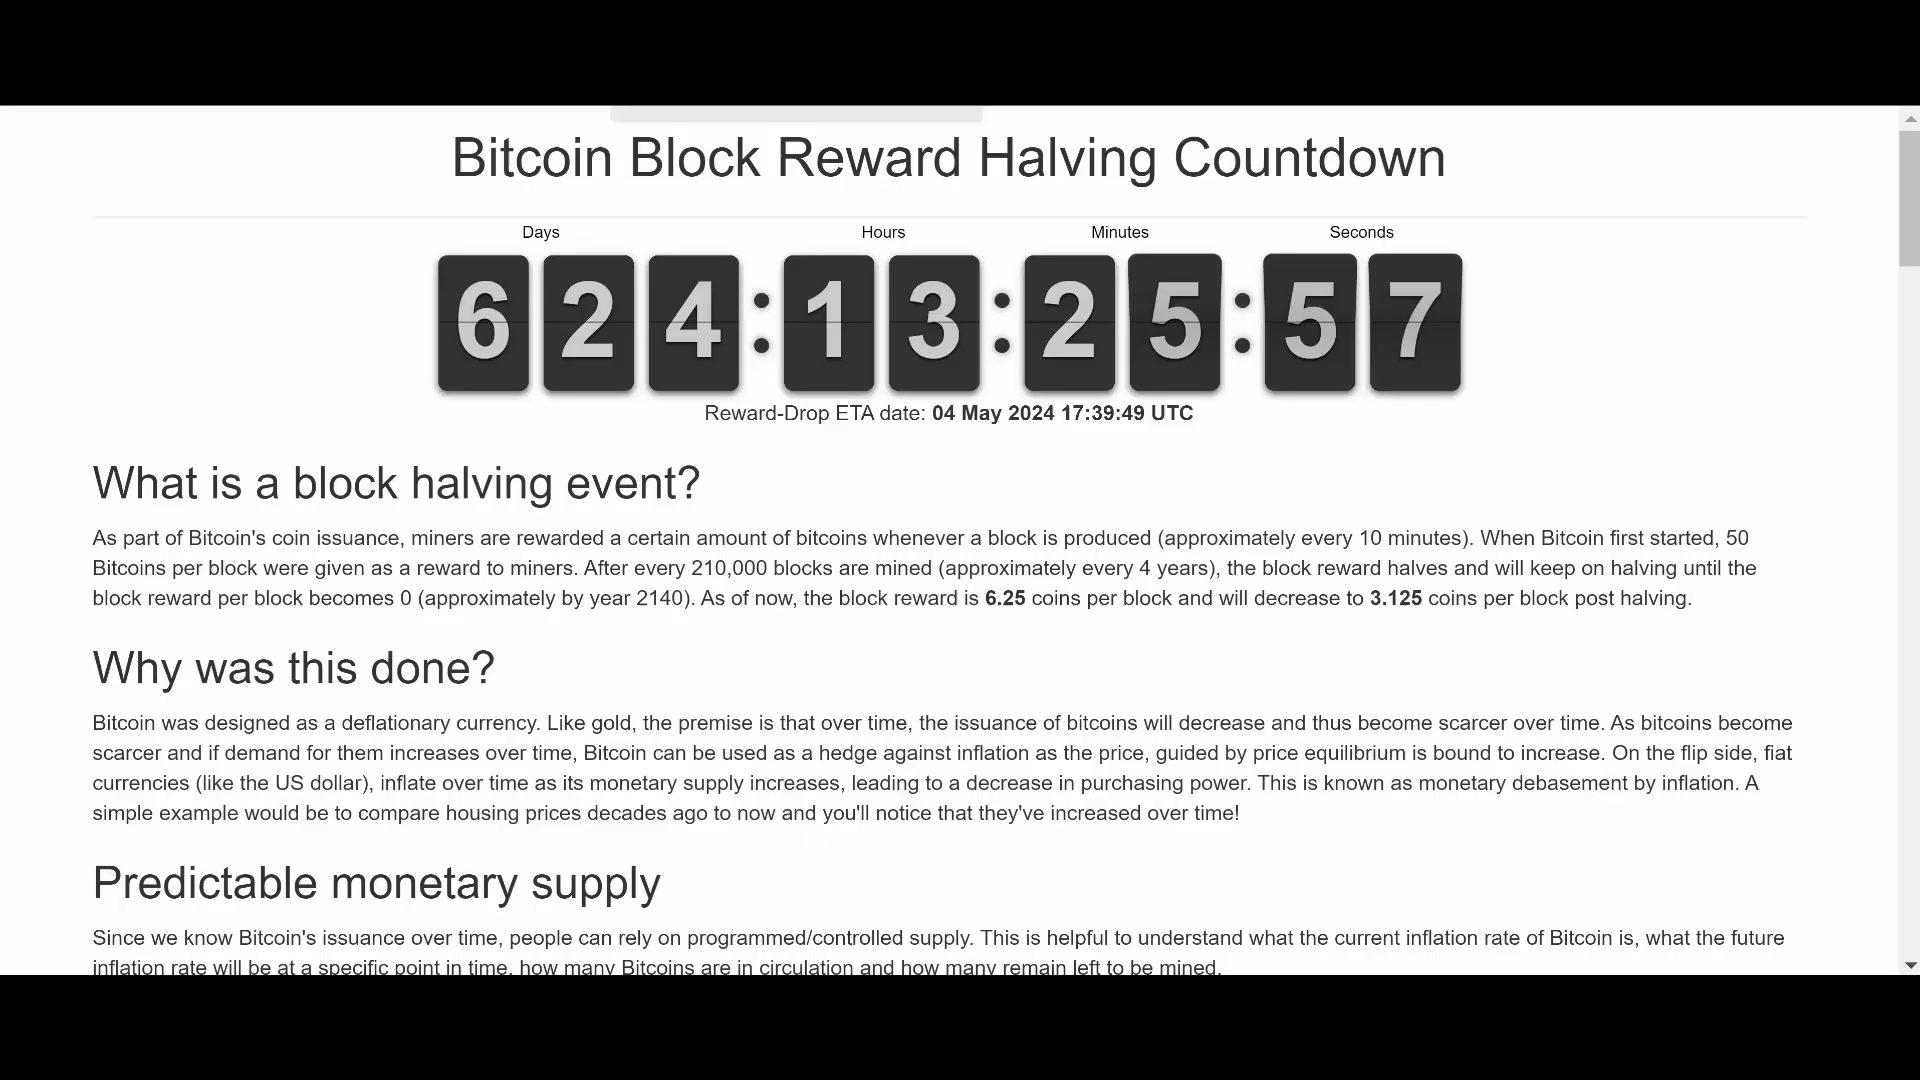 Bitcoin Block Reward Halving Countdown
Days Hours Minutes Seconds
624:13:25:57
Reward-Drop ETA date: 04 May 2024 17:39:49 UTC
What is a block halving event?
As part of Bitcoin's coin issuance, miners are rewarded a certain amount of bitcoins whenever a block is produced (approximately every 10 minutes). When Bitcoin first started, 50
Bitcoins per block were given as a reward to miners. After every 210,000 blocks are mined (approximately every 4 years), the block reward halves and will keep on halving until the
block reward per block becomes 0 (approximately by year 2140). As of now, the block reward is 6.25 coins per block and will decrease to 3.125 coins per block post halving.
Why was this done?
Bitcoin was designed as a deflationary currency. Like gold, the premise is that over time, the issuance of bitcoins will decrease and thus become scarcer over time. As bitcoins become
scarcer and if demand for them increases over time, Bitcoin can be used as a hedge against inflation as the price, guided by price equilibrium is bound to increase. On the flip side, fiat
currencies (like the US dollar), inflate over time as its monetary supply increases, leading to a decrease in purchasing power. This is known as monetary debasement by inflation. A
simple example would be to compare housing prices decades ago to now and you'll notice that they've increased over time!
Predictable monetary supply
Since we know Bitcoin's issuance over time, people can rely on programmed/controlled supply. This is helpful to understand what the current inflation rate of Bitcoin is, what the future
inflation rate will be at a specific point in time, how many Bitcoins are in circulation and how many remain left to be mined.